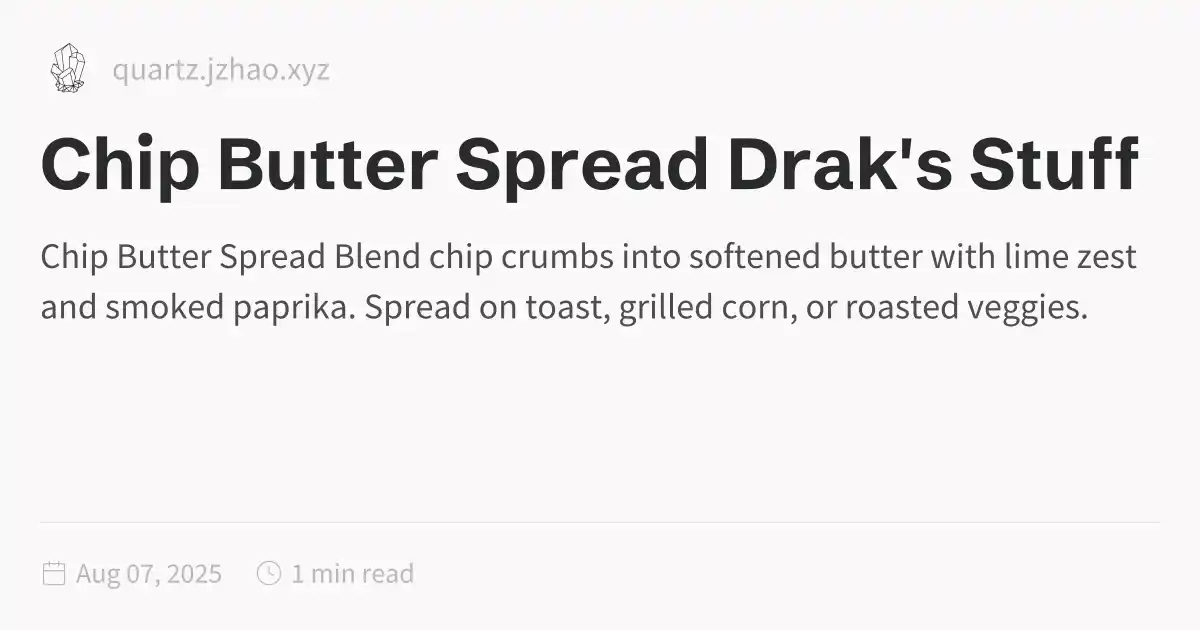 quartz.jzhao.xyz
Chip Butter Spread Drak's Stuff
Chip Butter Spread Blend chip crumbs into softened butter with lime zest
and smoked paprika. Spread on toast, grilled corn, or roasted veggies.
Aug 07, 2025 1 min read